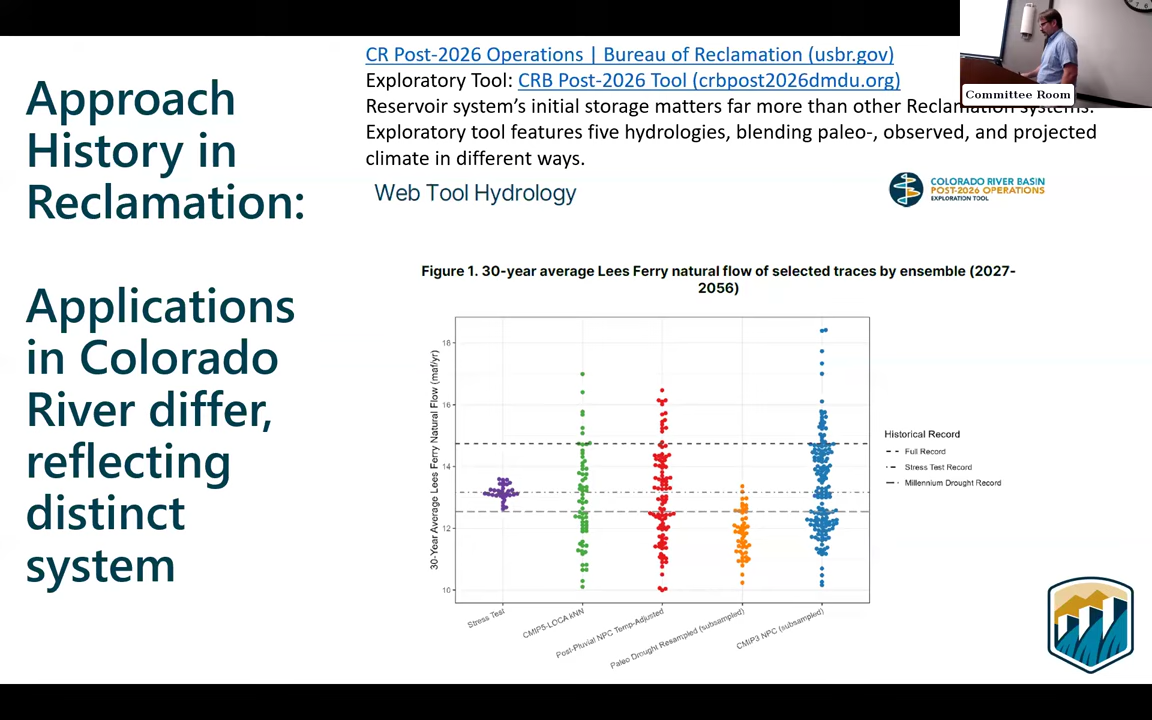 Approach
History in
Reclamation:
Applications
in Colorado
River differ,
reflecting
distinct
system
CR Post-2026 Operations | Bureau of Reclamation (usbr.gov)
Exploratory Tool: CRB Post-2026 Tool (crbpost2026dmdu.org)
Reservoir system's initial storage matters far more than other Reclamation systems.
Exploratory tool features five hydrologies, blending paleo-, observed, and projected
climate in different ways.
Committee Room
Web Tool Hydrology
COLORADO RIVER BASIN
POST-2026 OPERATIONS
EXPLORATION TOOL
Figure 1. 30-year average Lees Ferry natural flow of selected traces by ensemble (2027-
2056)
30-Year Average Lees Ferry Natural Flow (maf/yr)
18
16
14
12
10
Stress Test
CMIP5-LOCA kNN
Post-Pluvial NPC Temp-Adjusted
Paleo Drought Resampled (subsampled)
CMIP3 NPC (subsampled)
Historical Record
Full Record
Stress Test Record
Millennium Drought Record